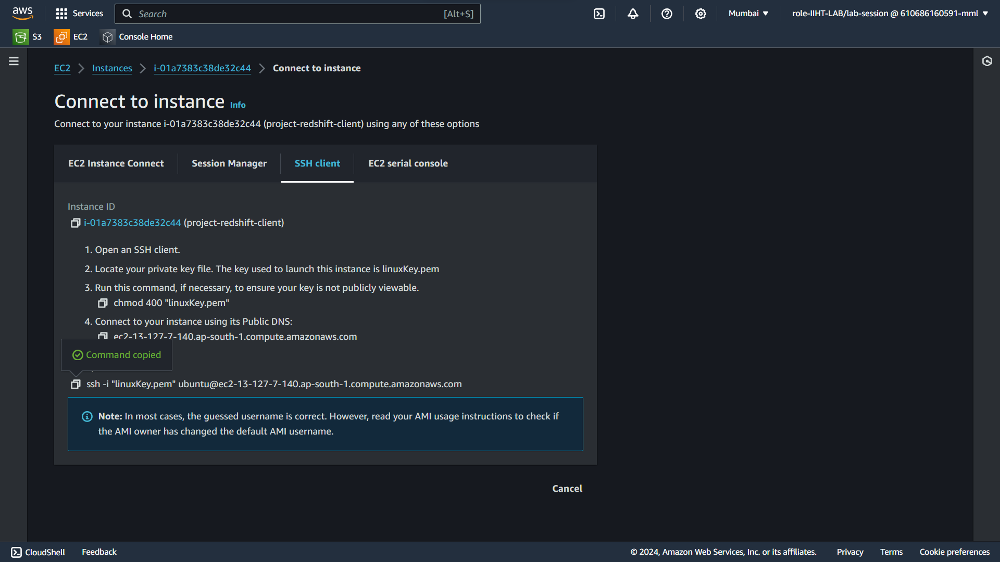 aws
Services
Search
[Alt+S]
Mumbai
role-IIHT-LAB/lab-session @ 610686160591-mml
S3
EC2
Console Home
EC2
Instances
i-01a7383c38de32c44
Connect to instance
Connect to instance Info
Connect to your instance i-01a7383c38de32c44 (project-redshift-client) using any of these options
EC2 Instance Connect
Session Manager
SSH client
EC2 serial console
Instance ID
i-01a7383c38de32c44 (project-redshift-client)
1. Open an SSH client.
2. Locate your private key file. The key used to launch this instance is linuxKey.pem
3. Run this command, if necessary, to ensure your key is not publicly viewable.
chmod 400 "linuxKey.pem"
4. Connect to your instance using its Public DNS:
ec2-13-127-7-140.ap-south-1.compute.amazonaws.com
Command copied
ssh -i "linuxKey.pem" ubuntu@ec2-13-127-7-140.ap-south-1.compute.amazonaws.com
Note: In most cases, the guessed username is correct. However, read your AMI usage instructions to check if
the AMI owner has changed the default AMI username.
Cancel
CloudShell
Feedback
© 2024, Amazon Web Services, Inc. or its affiliates.
Privacy
Terms
Cookie preferences